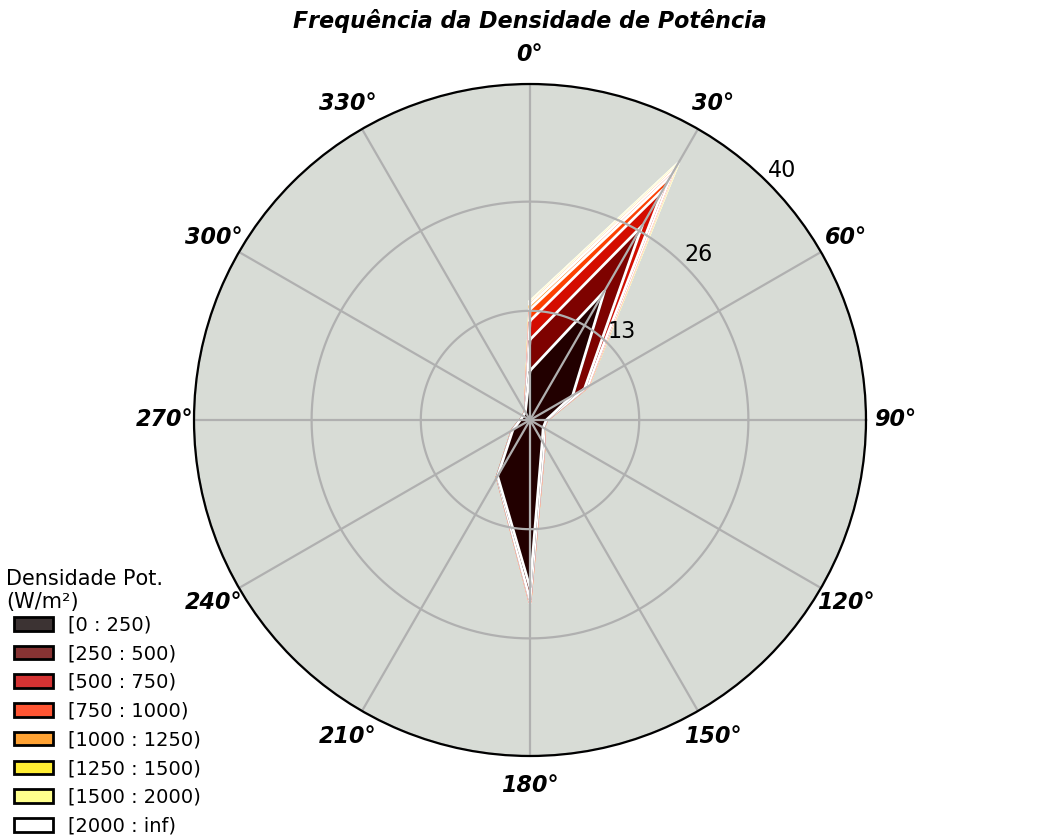 Frequência da Densidade de Potência
0°
330°
30°
40
300°
60°
26
13
270°
90°
240°
120°
210°
150°
180°
Densidade Pot.
(W/m²)
[0 : 250)
[250 : 500)
[500 : 750)
[750 : 1000)
[1000 : 1250)
[1250 : 1500)
[1500 : 2000)
[2000 : inf)